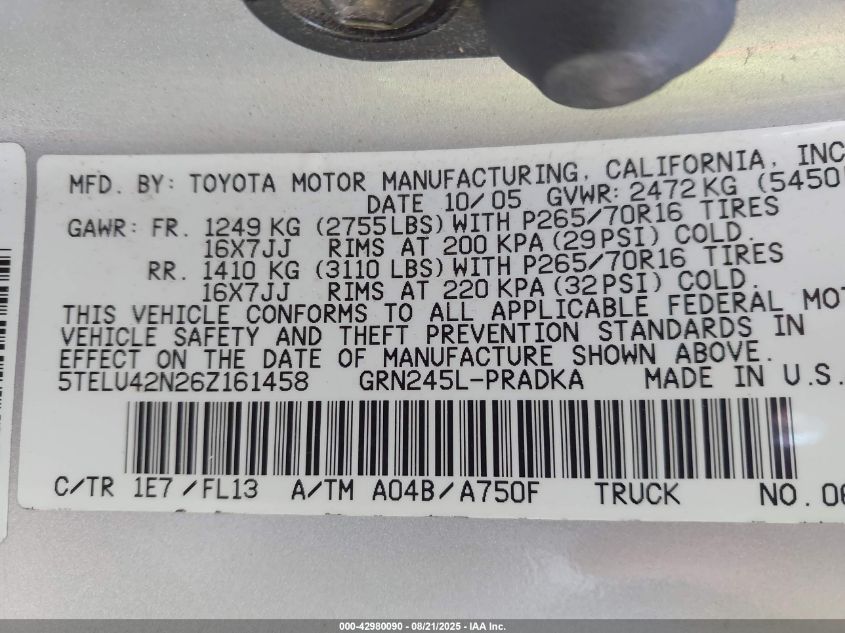 MFD. BY: TOYOTA MOTOR MANUFACTURING, CALIFORNIA, INC
DATE 10/05 GVWR: 2472 KG (5450
GAWR: FR. 1249 KG (2755LBS) WITH P265/70R16 TIRES
16X7JJ RIMS AT 200 KPA (29PSI) COLD.
RR. 1410 KG (3110 LBS) WITH P265/70R16 TIRES
16X7JJ RIMS AT 220 KPA (32PSI) COLD.
THIS VEHICLE CONFORMS TO ALL APPLICABLE FEDERAL MOT
VEHICLE SAFETY AND THEFT PREVENTION STANDARDS IN
EFFECT ON THE DATE OF MANUFACTURE SHOWN ABOVE.
5TELU42N26Z161458 GRN245L-PRADKA MADE IN U.S.
C/TR 1E7/FL13 A/TM A04B/A750F TRUCK NO. 06
000-42980090 - 08/21/2025 - IAA Inc.